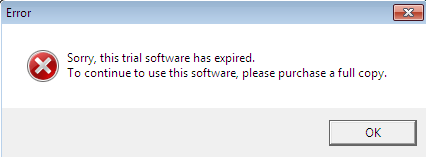 Error
Sorry, this trial software has expired.
To continue to use this software, please purchase a full copy.
OK